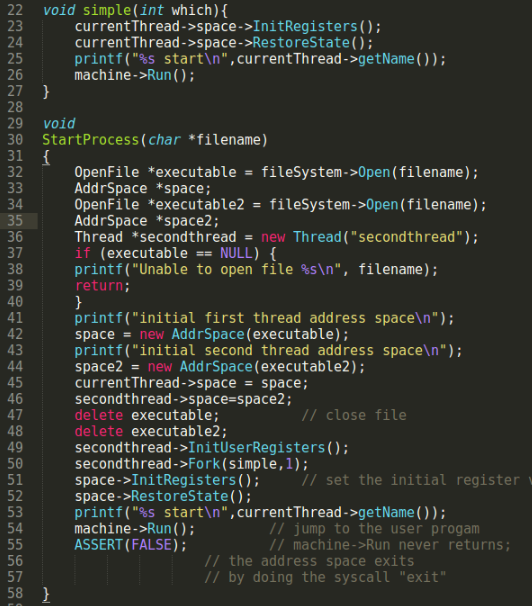 22 void simple(int which){
23     currentThread->space->InitRegisters();
24     currentThread->space->RestoreState();
25     printf("%s start\n",currentThread->getName());
26     machine->Run();
27 }
28
29 void
30 StartProcess(char *filename)
31 {
32     OpenFile *executable = fileSystem->Open(filename);
33     AddrSpace *space;
34     OpenFile *executable2 = fileSystem->Open(filename);
35     AddrSpace *space2;
36     Thread *secondthread = new Thread("secondthread");
37     if (executable == NULL) {
38     printf("Unable to open file %s\n", filename);
39     return;
40     }
41     printf("initial first thread address space\n");
42     space = new AddrSpace(executable);
43     printf("initial second thread address space\n");
44     space2 = new AddrSpace(executable2);
45     currentThread->space = space;
46     secondthread->space=space2;
47     delete executable;          // close file
48     delete executable2;
49     secondthread->InitUserRegisters();
50     secondthread->Fork(simple,1);
51     space->InitRegisters();     // set the initial register
52     space->RestoreState();
53     printf("%s start\n",currentThread->getName());
54     machine->Run();         // jump to the user progam
55     ASSERT(FALSE);          // machine->Run never returns;
56                     // the address space exits
57                     // by doing the syscall "exit"
58 }